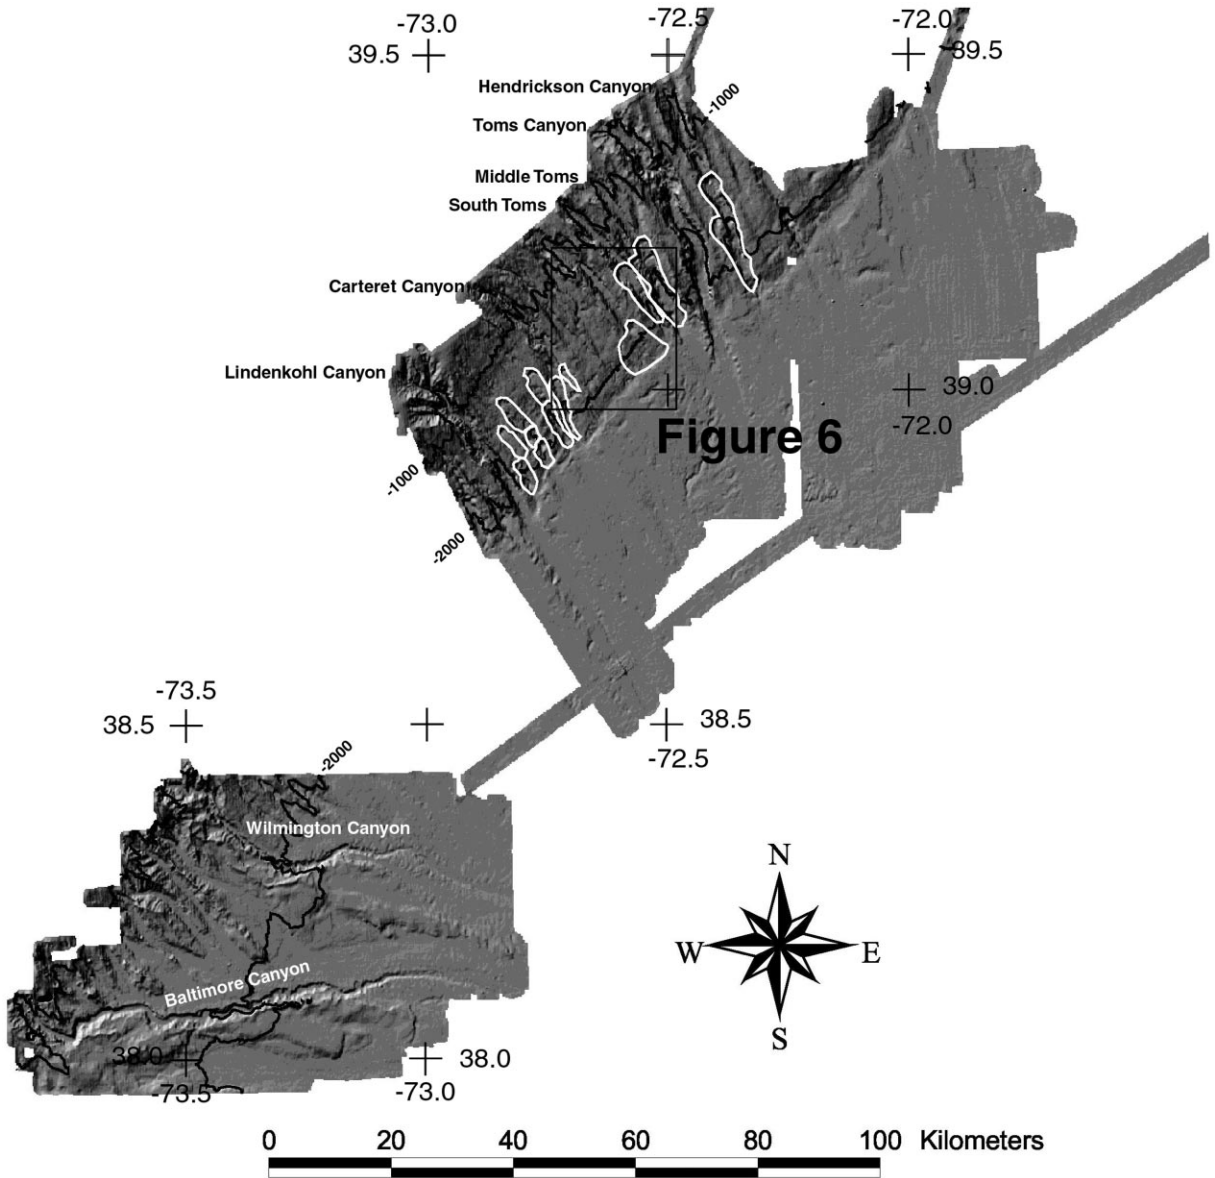 -73.0
-72.5
-72.0
39.5
-39.5
Hendrickson Canyon
-1000
Toms Canyon
Middle Toms
South Toms
Carteret Canyon
Lindenkohl Canyon
39.0
-72.0
Figure 6
-1000
-2000
-73.5
38.5
38.5
-72.5
-2000
Wilmington Canyon
Baltimore Canyon
N
W
E
S
38.0
38.0
-73.5
-73.0
0 20 40 60 80 100 Kilometers